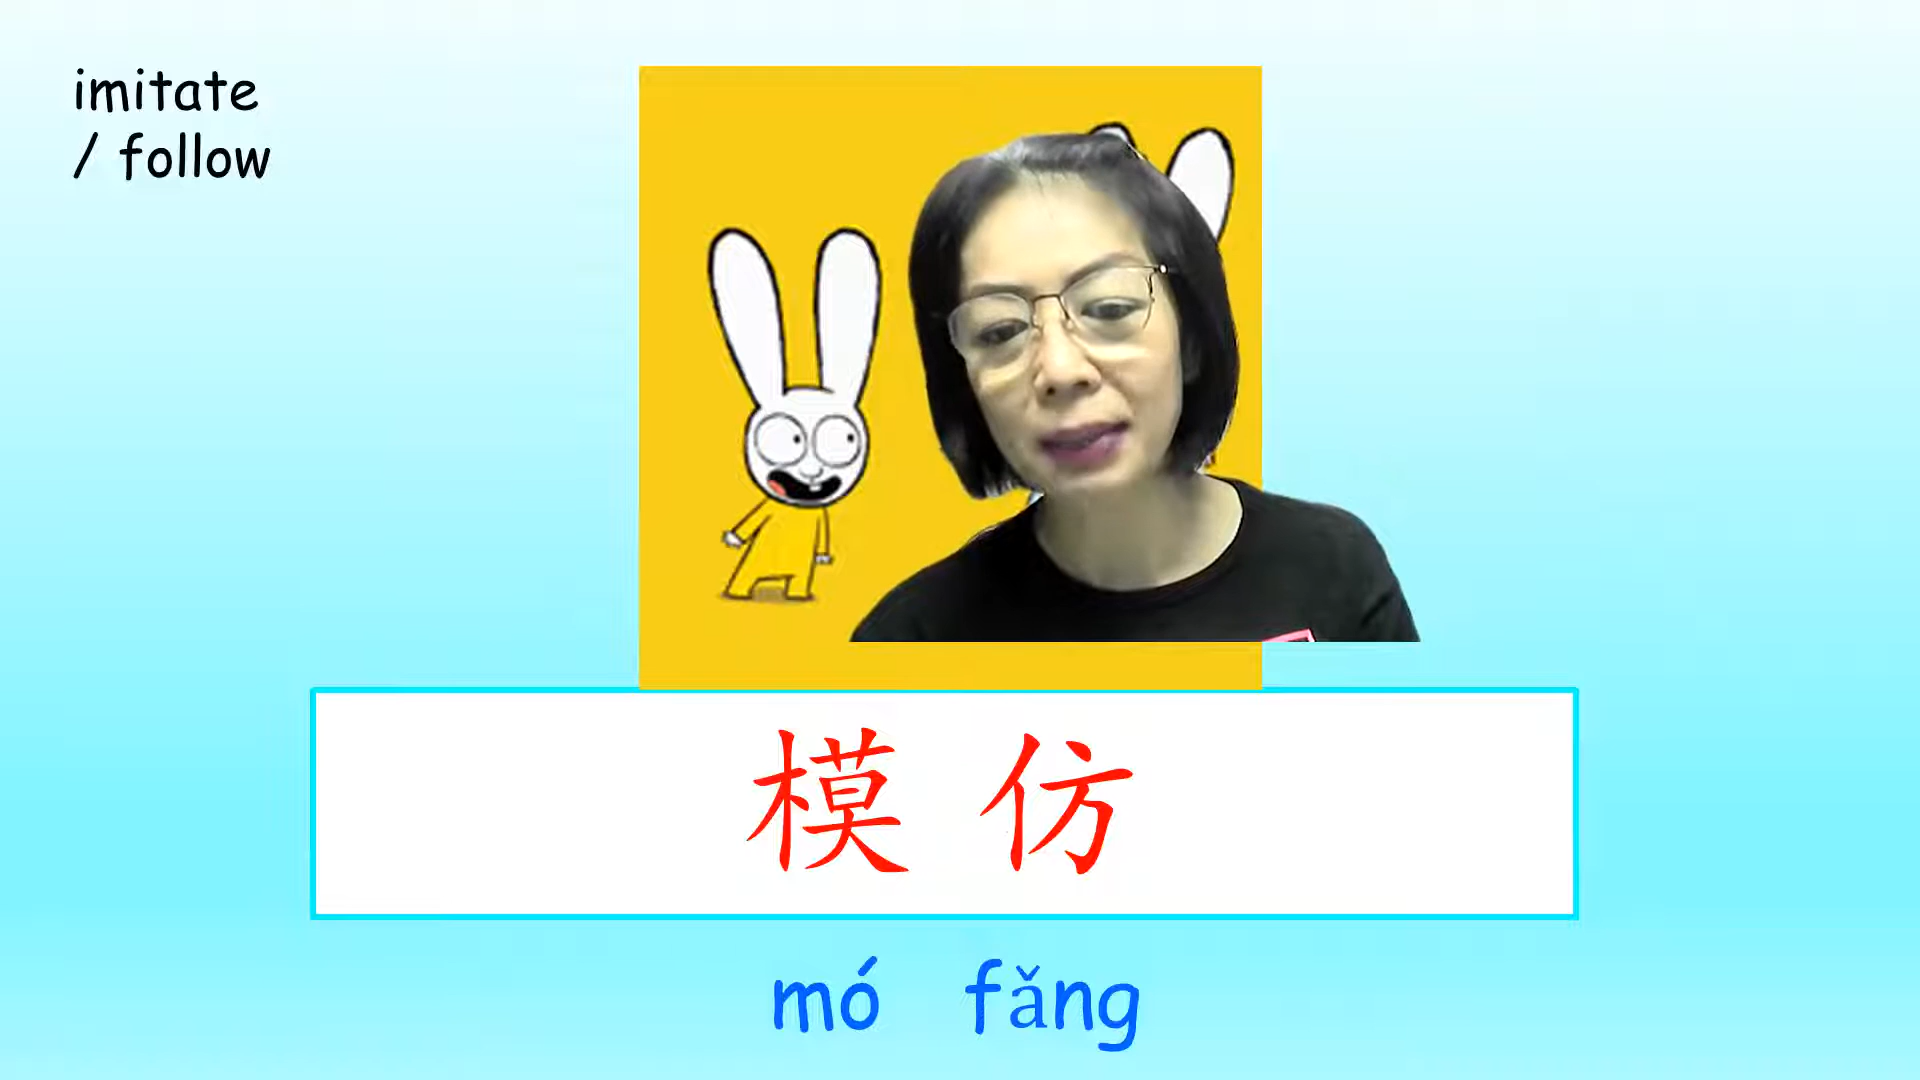 imitate
/ follow
模 仿
mó fǎng